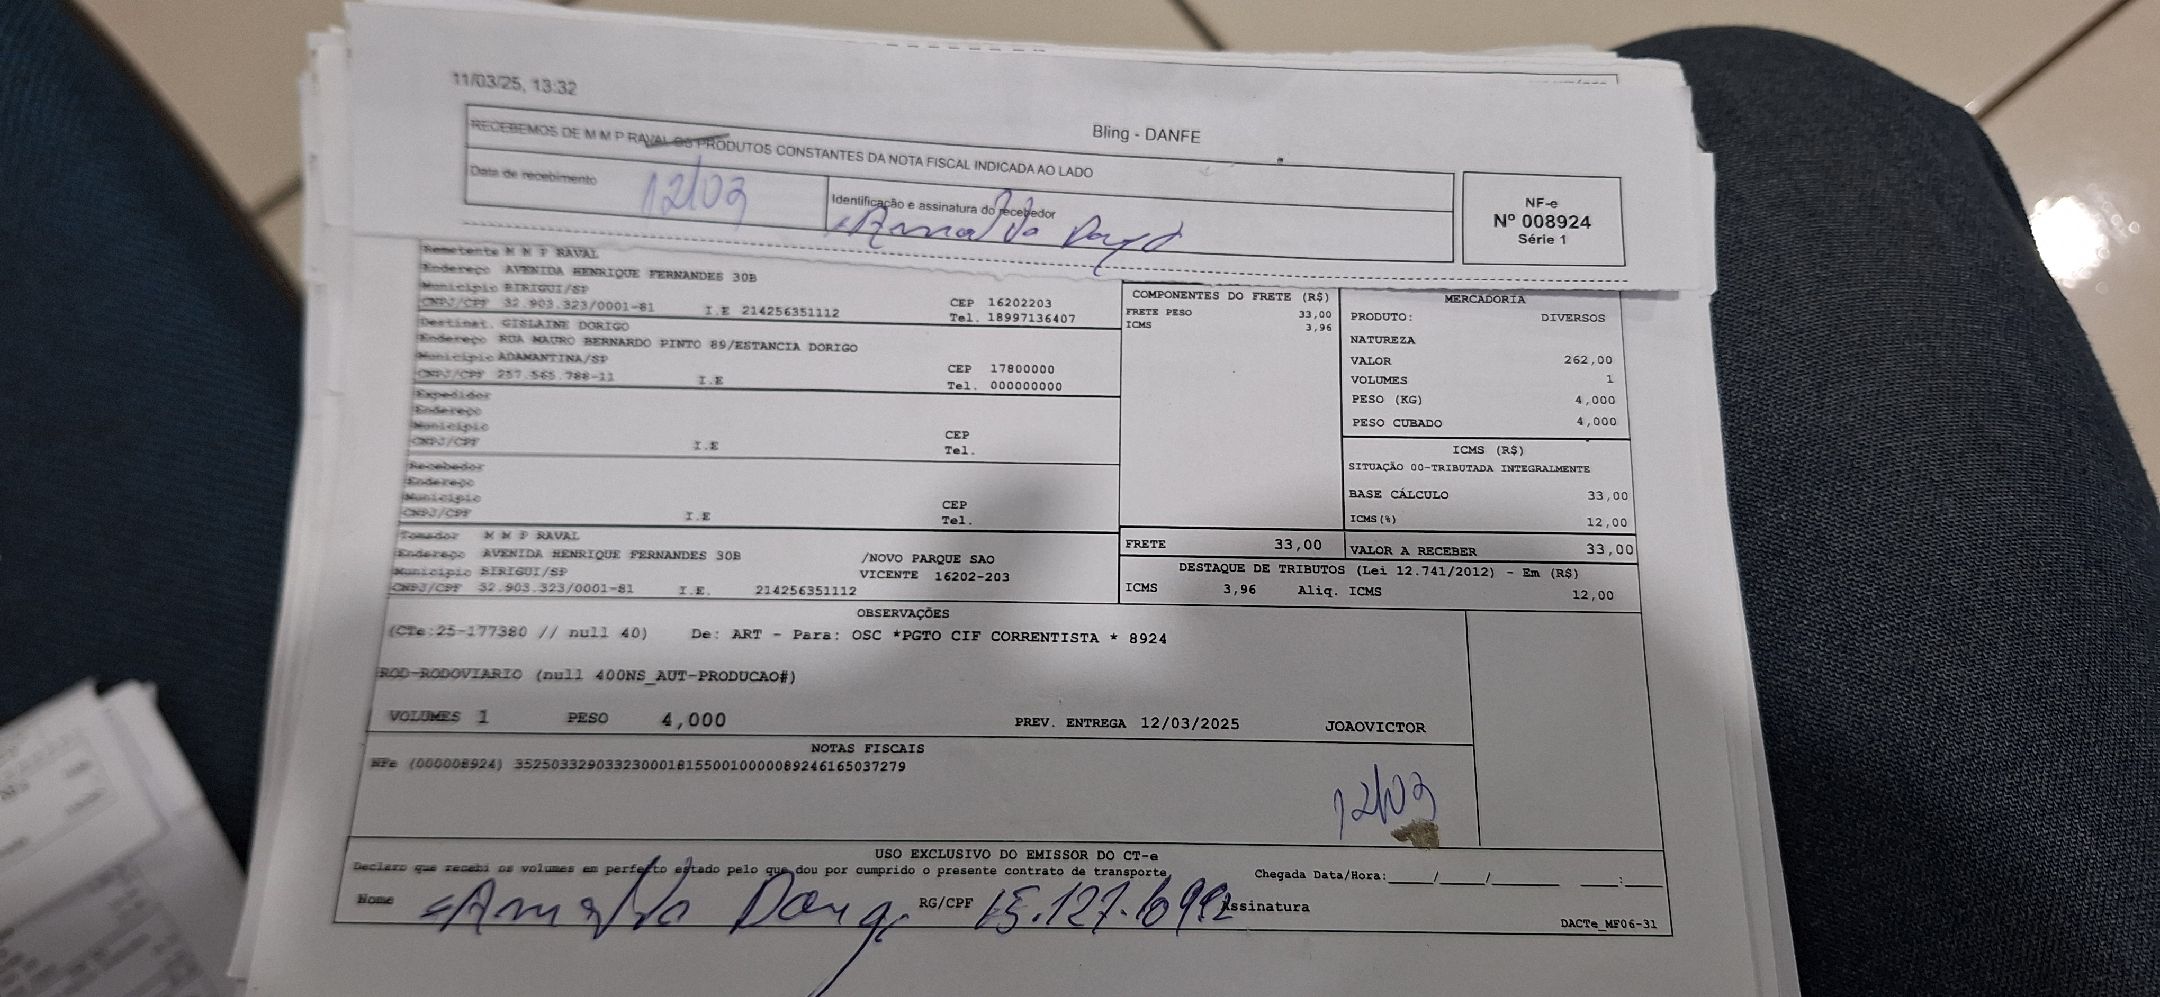 11/03/25, 13:32
Bling - DANFE
RECEBEMOS DE M M P RAVAL OS PRODUTOS CONSTANTES DA NOTA FISCAL INDICADA AO LADO
Data de recebimento 12/03
Identificação e assinatura do recebedor
NF-e
Nº 008924
Série 1
Remetente M M P RAVAL
Endereço AVENIDA HENRIQUE FERNANDES 30B
Município BIRIGUI/SP CEP 16202203
CNPJ/CPF 32.903.323/0001-81 I.E 214256351112 Tel. 18997136407
Destinat. GISLAINE DORIGO
Endereço RUA MAURO BERNARDO PINTO 89/ESTANCIA DORIGO
Município ADAMANTINA/SP CEP 17800000
CNPJ/CPF 257.565.788-11 I.E Tel. 000000000
Expedidor
Endereço
Município CEP
CNPJ/CPF I.E Tel.
Recebedor
Endereço
Município CEP
CNPJ/CPF I.E Tel.
Tomador M M P RAVAL
Endereço AVENIDA HENRIQUE FERNANDES 30B /NOVO PARQUE SAO
Município BIRIGUI/SP VICENTE 16202-203
CNPJ/CPF 32.903.323/0001-81 I.E. 214256351112
COMPONENTES DO FRETE (R$)
FRETE PESO 33,00
ICMS 3,96
FRETE 33,00
MERCADORIA
PRODUTO: DIVERSOS
NATUREZA
VALOR 262,00
VOLUMES 1
PESO (KG) 4,000
PESO CUBADO 4,000
ICMS (R$)
SITUAÇÃO 00-TRIBUTADA INTEGRALMENTE
BASE CÁLCULO 33,00
ICMS(%) 12,00
VALOR A RECEBER 33,00
DESTAQUE DE TRIBUTOS (Lei 12.741/2012) - Em (R$)
ICMS 3,96 Aliq. ICMS 12,00
OBSERVAÇÕES
(CTe:25-177380 // null 40) De: ART - Para: OSC *PGTO CIF CORRENTISTA * 8924
ROD-RODOVIARIO (null 400NS_AUT-PRODUCAO#)
VOLUMES 1 PESO 4,000 PREV. ENTREGA 12/03/2025 JOAOVICTOR
NOTAS FISCAIS
NFe (000008924) 35250332903323000181550010000089246165037279
12/03
USO EXCLUSIVO DO EMISSOR DO CT-e
Declaro que recebi os volumes em perfeito estado pelo que dou por cumprido o presente contrato de transporte
Chegada Data/Hora:____/____/______ ___:___
Nome RG/CPF Assinatura
DACTe_MF06-31